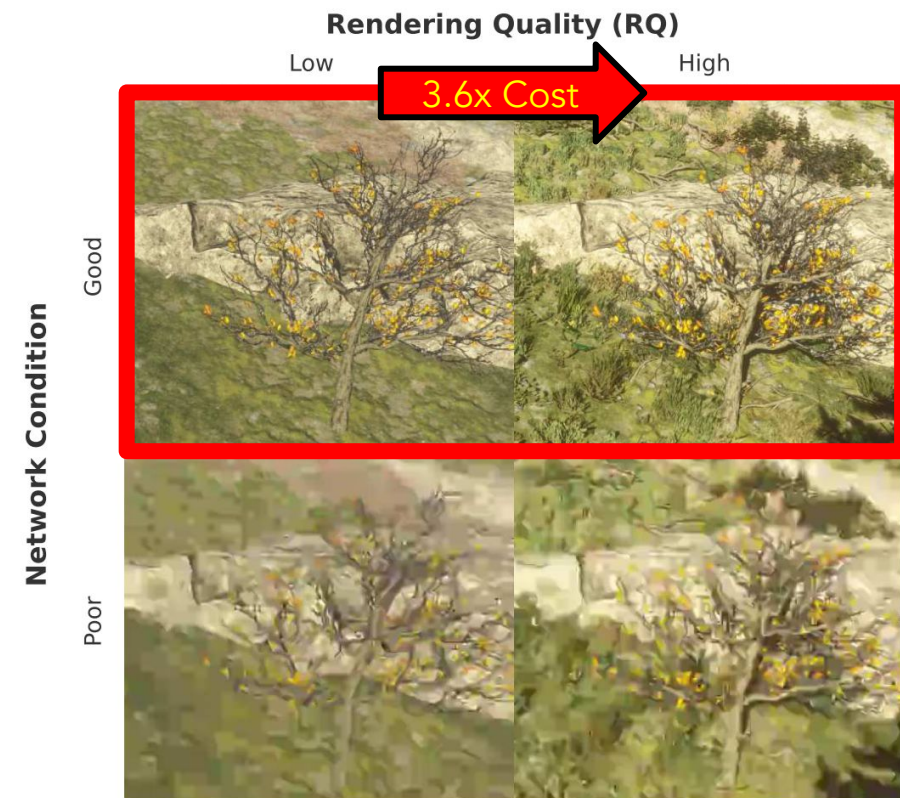 Rendering Quality (RQ)
Low
High
3.6x Cost
Network Condition
Good
Poor